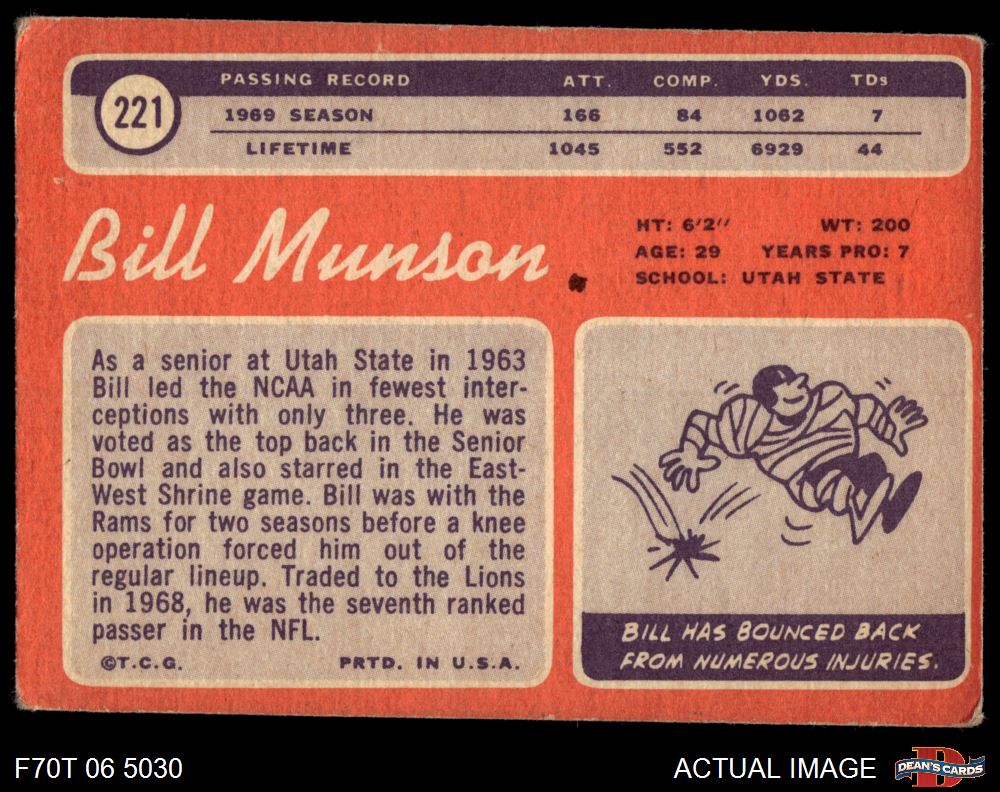 221
PASSING RECORD ATT. COMP. YDS. TDs
1969 SEASON 166 84 1062 7
LIFETIME 1045 552 6929 44
Bill Munson
HT: 6'2" WT: 200
AGE: 29 YEARS PRO: 7
SCHOOL: UTAH STATE
As a senior at Utah State in 1963
Bill led the NCAA in fewest inter-
ceptions with only three. He was
voted as the top back in the Senior
Bowl and also starred in the East-
West Shrine game. Bill was with the
Rams for two seasons before a knee
operation forced him out of the
regular lineup. Traded to the Lions
in 1968, he was the seventh ranked
passer in the NFL.
©T.C.G. PRTD. IN U.S.A.
BILL HAS BOUNCED BACK
FROM NUMEROUS INJURIES.
F70T 06 5030
ACTUAL IMAGE
D
DEAN'S CARDS